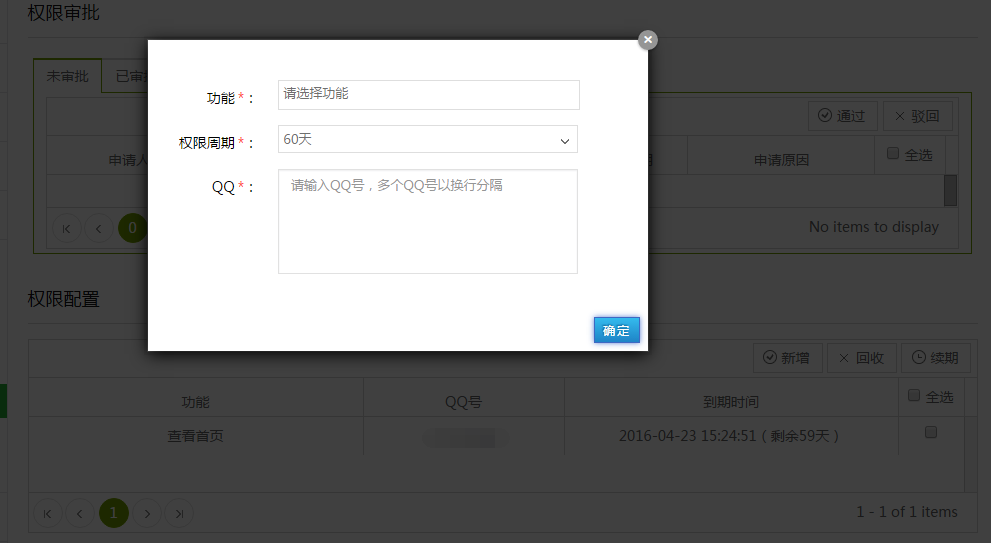 权限审批
未审批 已审
通过 驳回
申请人 申请原因 全选
0 No items to display
功能 * ： 请选择功能
权限周期 * ： 60天
QQ * ： 请输入QQ号，多个QQ号以换行分隔
确定
权限配置
新增 回收 续期
功能 QQ号 到期时间 全选
查看首页 2016-04-23 15:24:51 ( 剩余59天 )
1 1 - 1 of 1 items